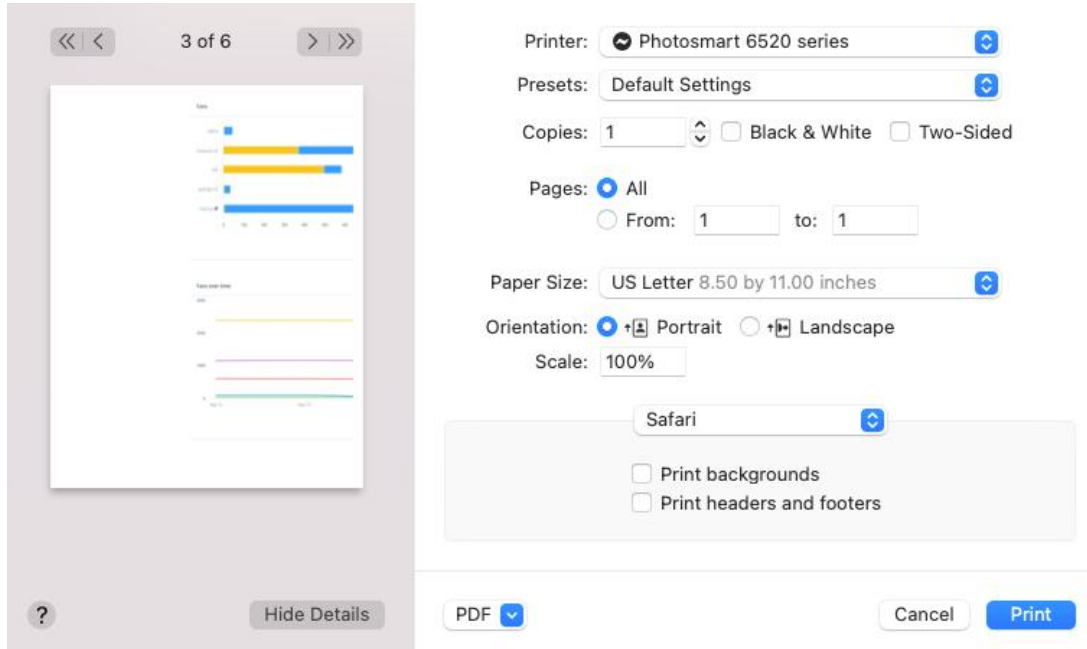 3 of 6
Printer: Photosmart 6520 series
Presets: Default Settings
Copies: 1 Black & White Two-Sided
Pages: All
From: 1 to: 1
Paper Size: US Letter 8.50 by 11.00 inches
Orientation: Portrait Landscape
Scale: 100%
Safari
Print backgrounds
Print headers and footers
? Hide Details PDF Cancel Print